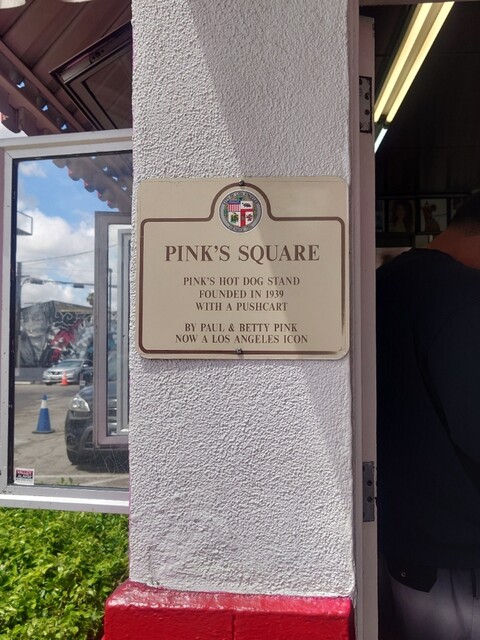 PINK'S SQUARE
PINK'S HOT DOG STAND
FOUNDED IN 1939
WITH A PUSHCART
BY PAUL & BETTY PINK
NOW A LOS ANGELES ICON